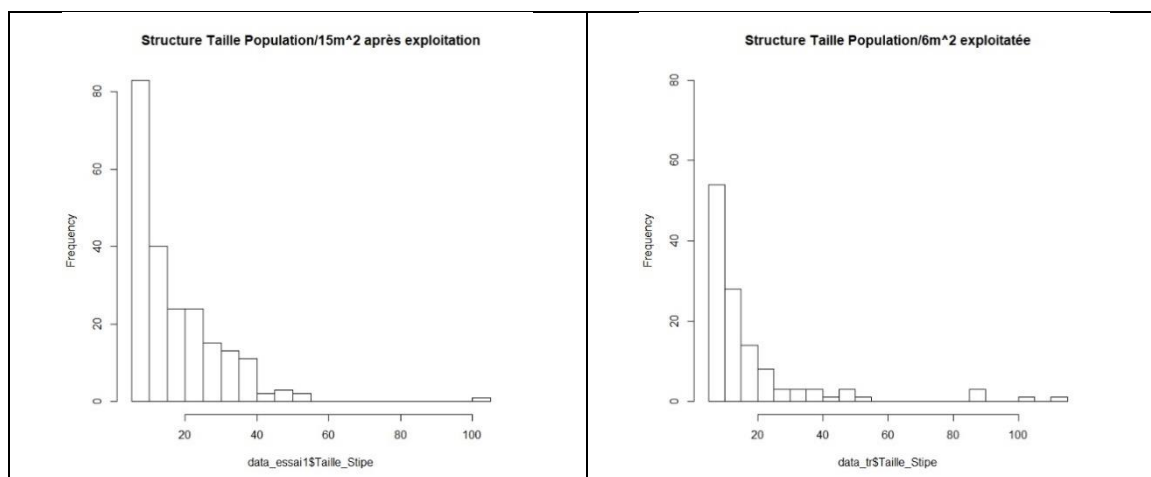 Structure Taille Population/15m^2 après exploitation
80
60
40
20
0
Frequency
20 40 60 80 100
data_essai1$Taille_Stipe
Structure Taille Population/6m^2 exploitatée
80
60
40
20
0
Frequency
20 40 60 80 100
data_tr$Taille_Stipe